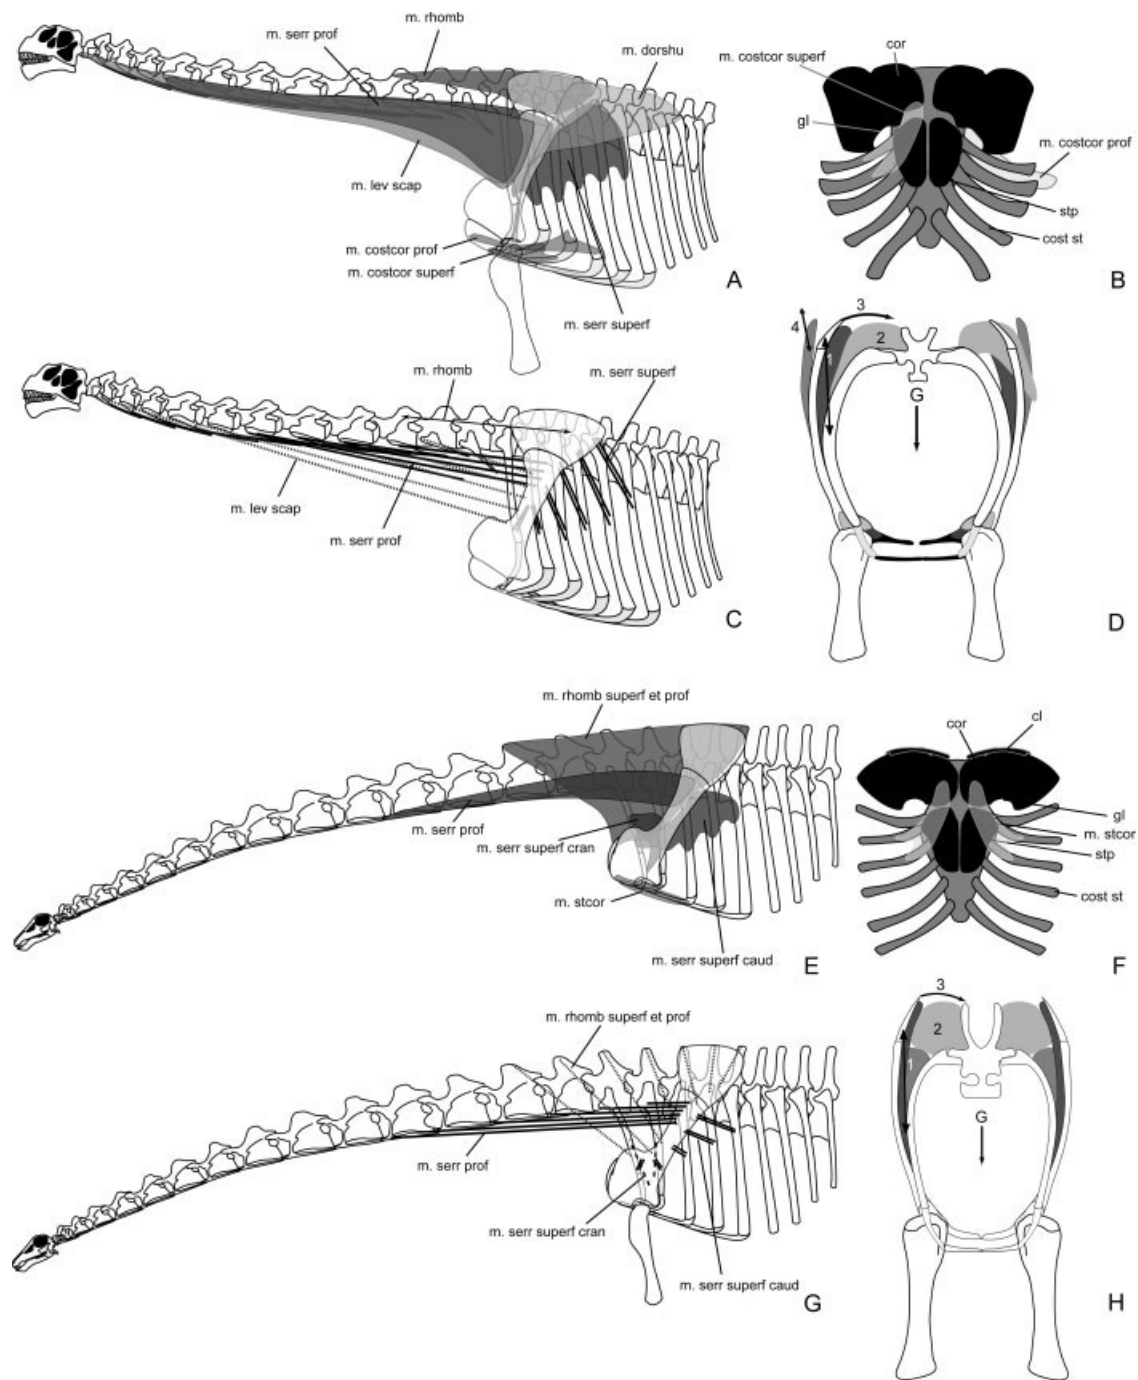 m. rhomb
m. serr prof
m. dorshu
m. lev scap
m. costcor prof
m. costcor superf
m. serr superf
A
cor
m. costcor superf
gl
m. costcor prof
stp
cost st
B
m. rhomb
m. serr superf
m. lev scap
m. serr prof
C
3
4
2
1
G
D
m. rhomb superf et prof
m. serr prof
m. serr superf cran
m. stcor
m. serr superf caud
E
cor
cl
gl
m. stcor
stp
cost st
F
m. rhomb superf et prof
m. serr prof
m. serr superf cran
m. serr superf caud
G
3
2
1
G
H